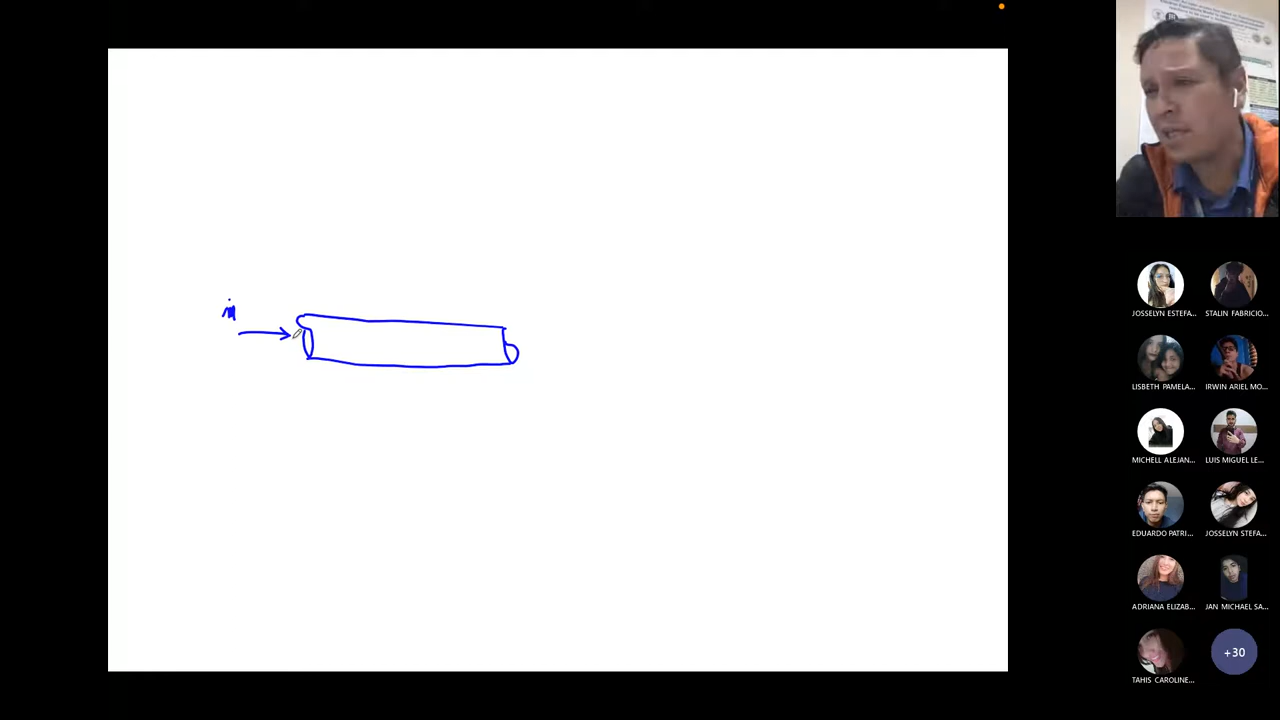 ṁ
JOSSELYN ESTEFA...
STALIN FABRICIO...
LISBETH PAMELA...
IRWIN ARIEL MO...
MICHELL ALEJAN...
LUIS MIGUEL LE...
EDUARDO PATRI...
JOSSELYN STEFA...
ADRIANA ELIZAB...
JAN MICHAEL SA...
TAHIS CAROLINE...
+30